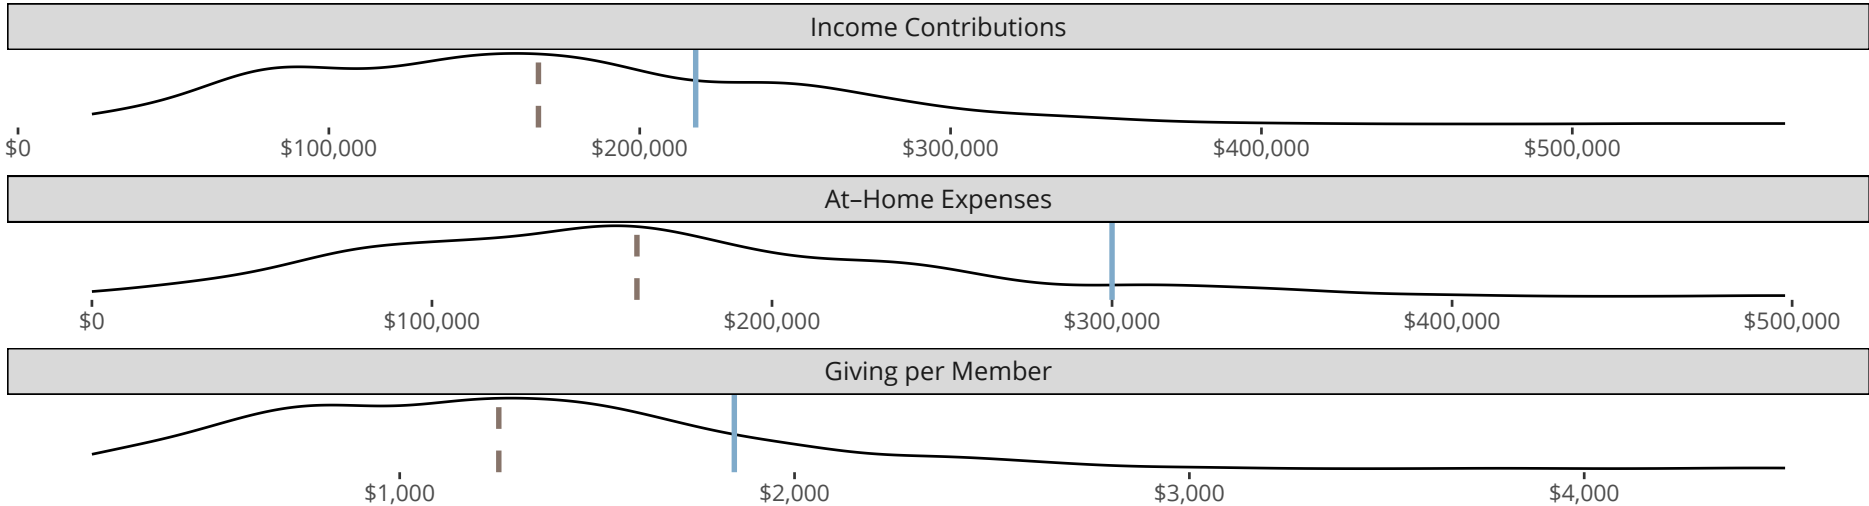 Income Contributions
$0 $100,000 $200,000 $300,000 $400,000 $500,000
At–Home Expenses
$0 $100,000 $200,000 $300,000 $400,000 $500,000
Giving per Member
$1,000 $2,000 $3,000 $4,000